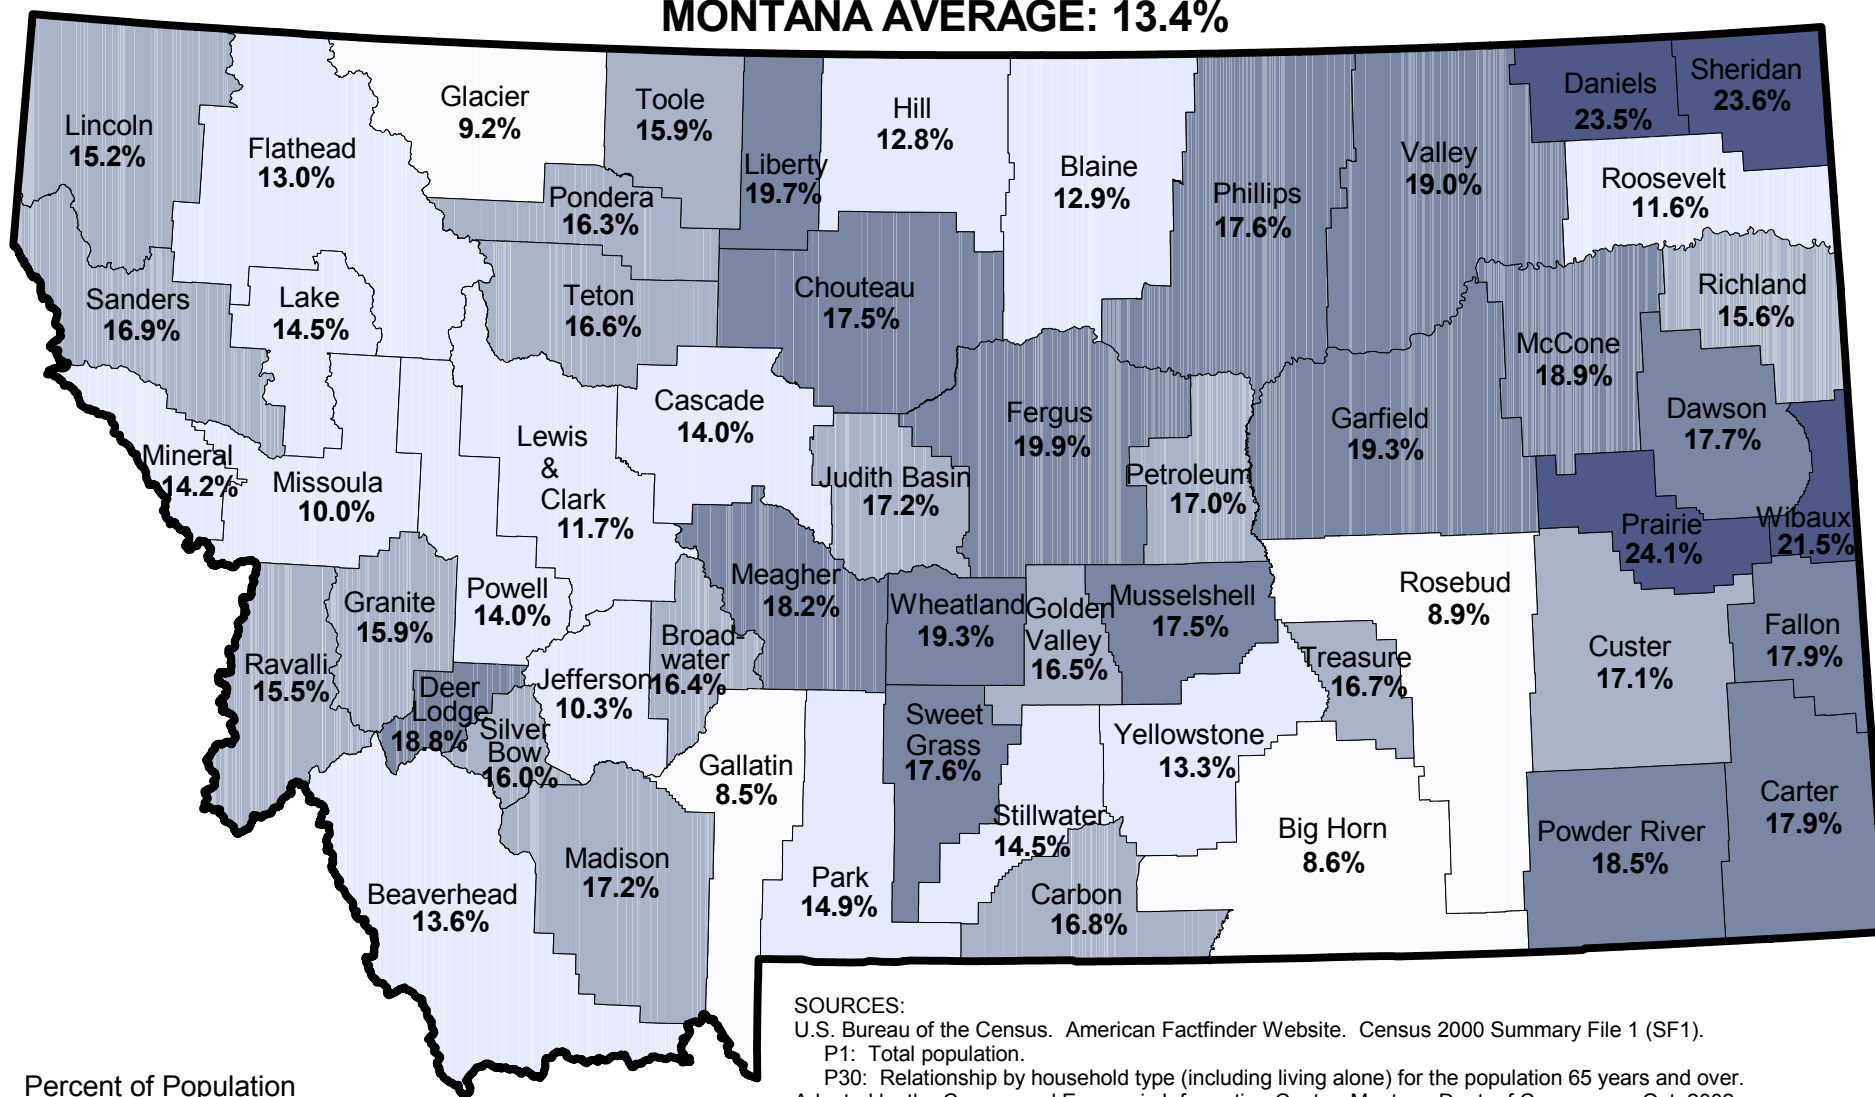 MONTANA AVERAGE: 13.4%
Lincoln
15.2%
Flathead
13.0%
Glacier
9.2%
Toole
15.9%
Liberty
19.7%
Hill
12.8%
Blaine
12.9%
Phillips
17.6%
Valley
19.0%
Daniels
23.5%
Sheridan
23.6%
Roosevelt
11.6%
Pondera
16.3%
Sanders
16.9%
Lake
14.5%
Teton
16.6%
Chouteau
17.5%
Richland
15.6%
McCone
18.9%
Cascade
14.0%
Fergus
19.9%
Garfield
19.3%
Dawson
17.7%
Mineral
14.2%
Missoula
10.0%
Lewis
&
Clark
11.7%
Judith Basin
17.2%
Petroleum
17.0%
Prairie
24.1%
Wibaux
21.5%
Ravalli
15.5%
Granite
15.9%
Powell
14.0%
Meagher
18.2%
Wheatland
19.3%
Golden
Valley
16.5%
Musselshell
17.5%
Rosebud
8.9%
Custer
17.1%
Fallon
17.9%
Deer
Lodge
18.8%
Silver
Bow
16.0%
Jefferson
10.3%
Broad-
water
16.4%
Treasure
16.7%
Sweet
Grass
17.6%
Yellowstone
13.3%
Gallatin
8.5%
Stillwater
14.5%
Big Horn
8.6%
Powder River
18.5%
Carter
17.9%
Beaverhead
13.6%
Madison
17.2%
Park
14.9%
Carbon
16.8%
Percent of Population
SOURCES:
U.S. Bureau of the Census. American Factfinder Website. Census 2000 Summary File 1 (SF1).
P1: Total population.
P30: Relationship by household type (including living alone) for the population 65 years and over.